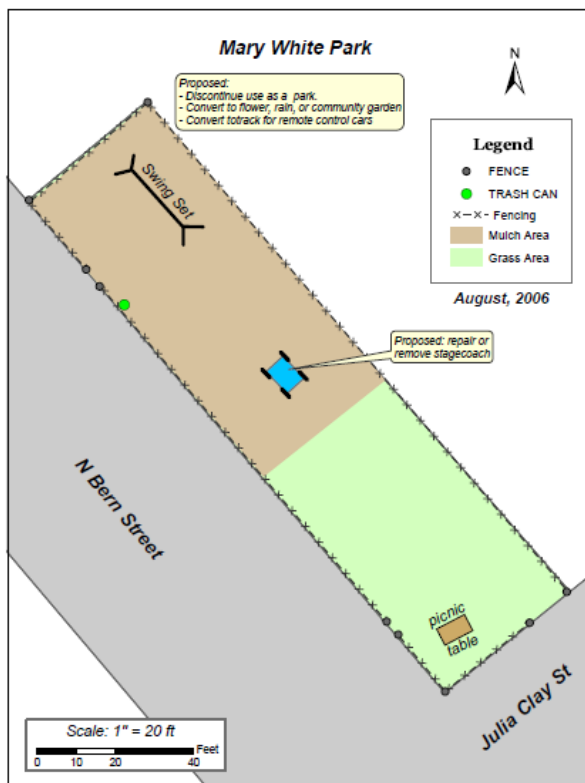 Mary White Park
Proposed:
- Discontinue use as a park.
- Convert to flower, rain, or community garden
- Convert totrack for remote control cars
N
Legend
FENCE
TRASH CAN
Fencing
Mulch Area
Grass Area
August, 2006
Swing Set
Proposed: repair or
remove stagecoach
N Bern Street
picnic
table
Julia Clay St
Scale: 1" = 20 ft
Feet
0 10 20 40